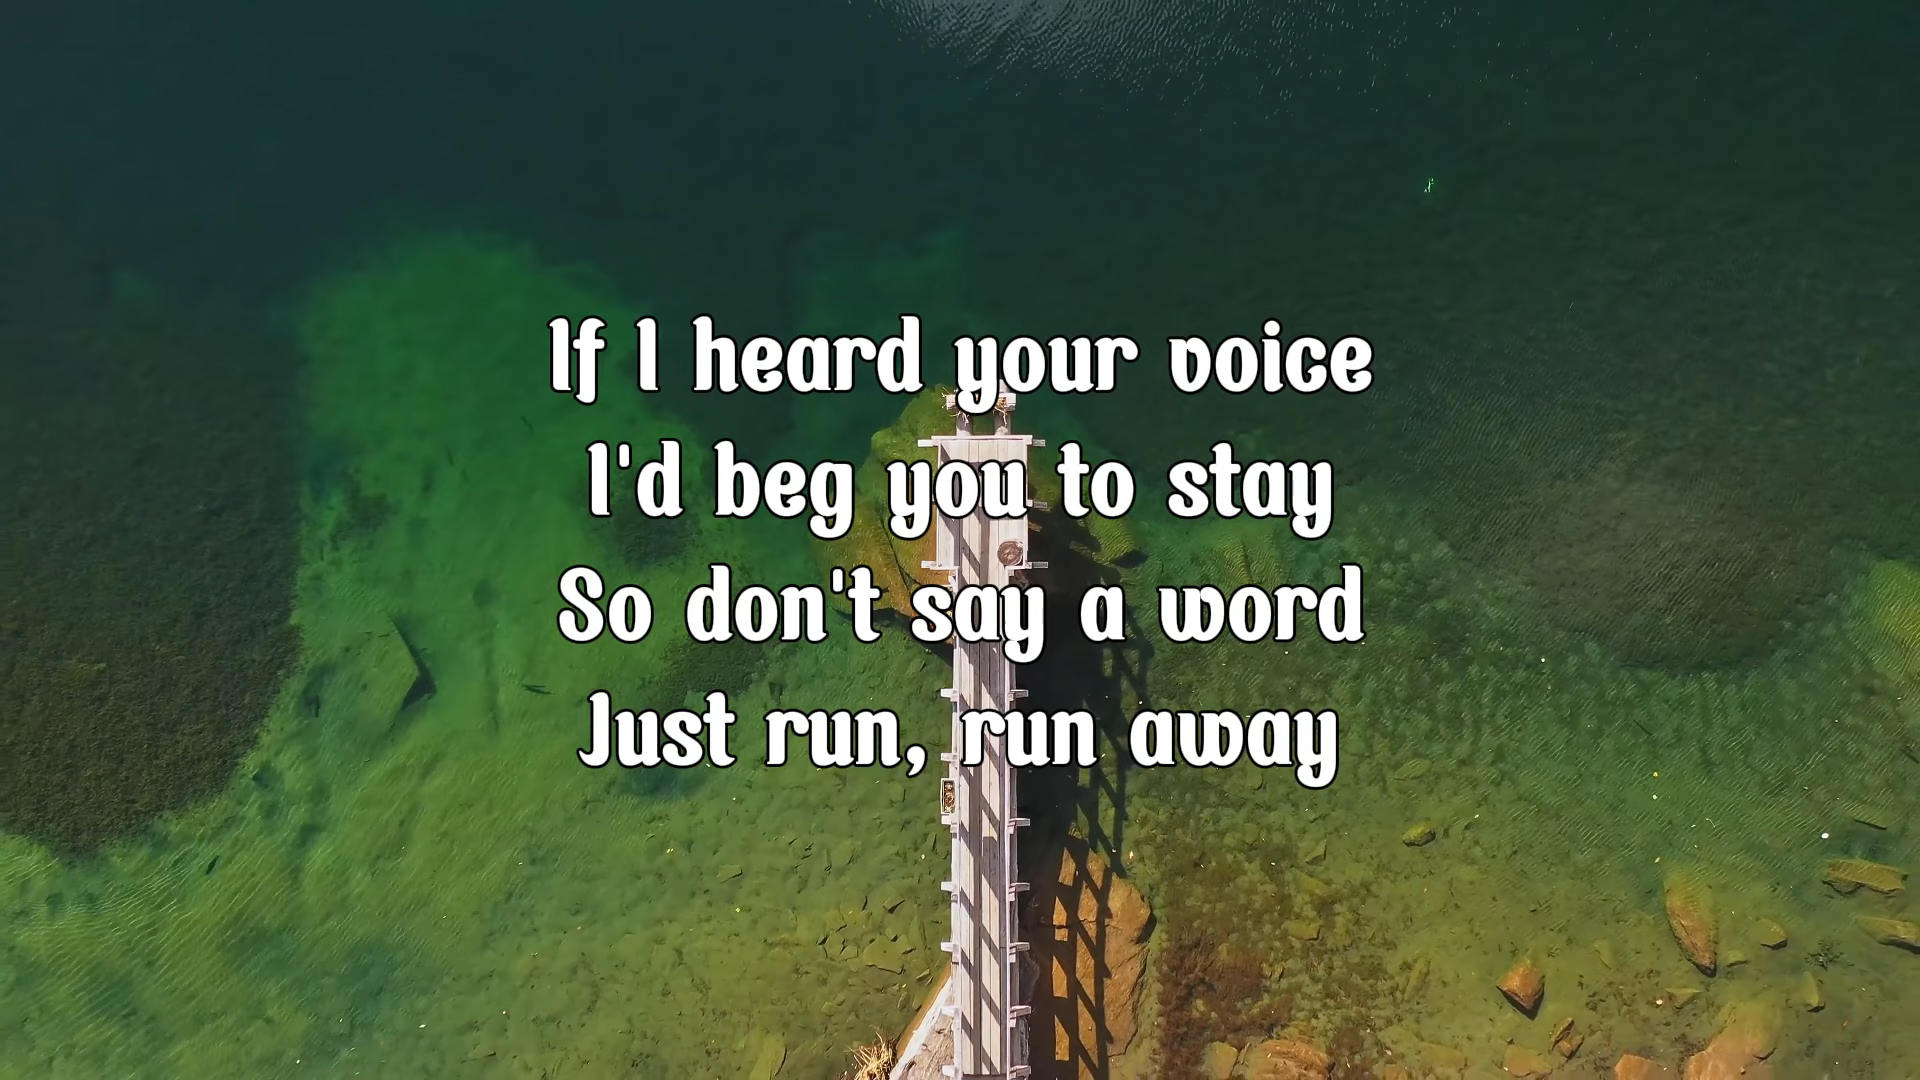 If I heard your voice
I'd beg you to stay
So don't say a word
Just run, run away